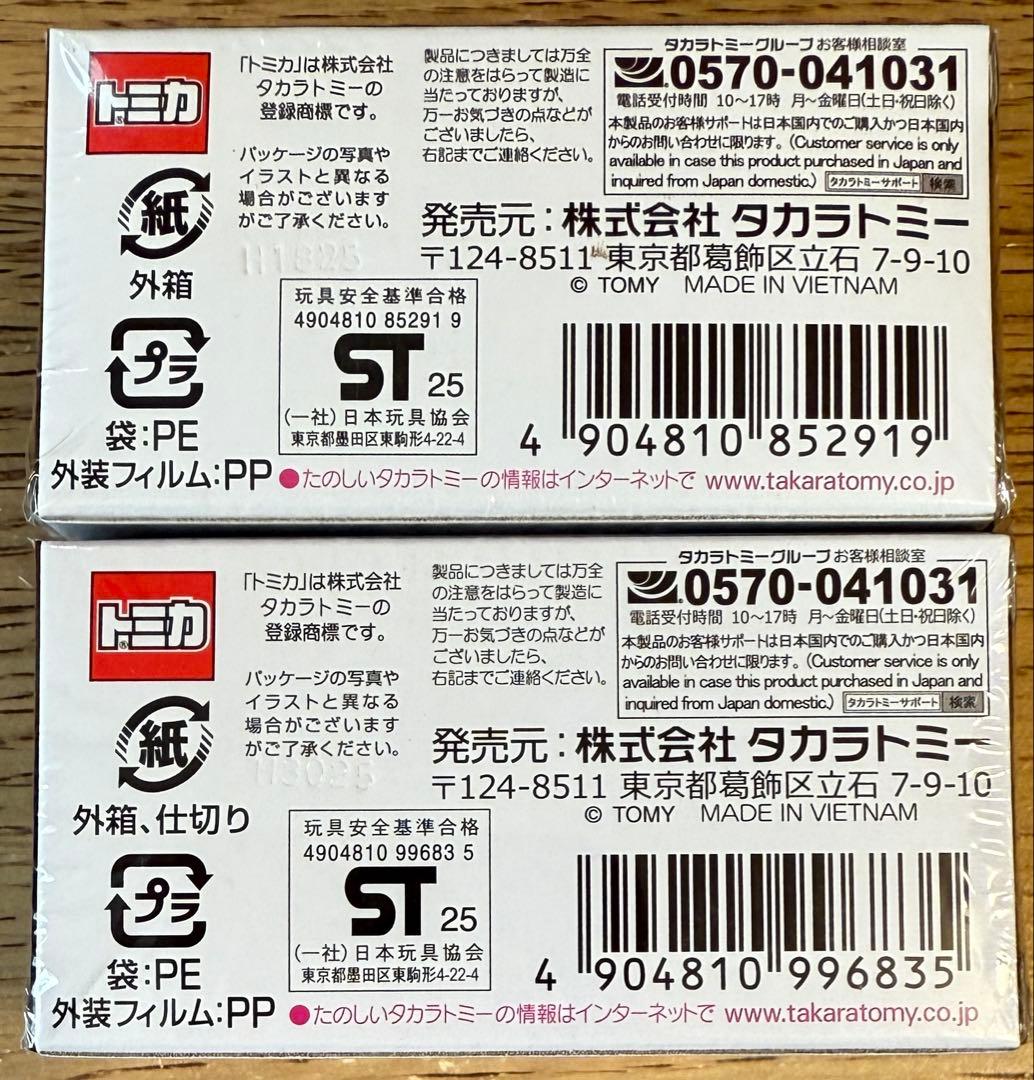 トミカ
「トミカ」は株式会社
タカラトミーの
登録商標です。
パッケージの写真や
イラストと異なる
場合がございます
がご了承ください。
製品につきましては万全
の注意をはらって製造に
当たっておりますが、
万一お気づきの点などが
ございましたら、
右記までご連絡ください。
タカラトミーグループ お客様相談室
0570-041031
電話受付時間 10〜17時 月〜金曜日(土日・祝日除く)
本製品のお客様サポートは日本国内でのご購入かつ日本国内
からのお問い合わせに限ります。(Customer service is only
available in case this product purchased in Japan and
inquired from Japan domestic.) タカラトミーサポート 検索
発売元:株式会社 タカラトミー
〒124-8511 東京都葛飾区立石 7-9-10
© TOMY MADE IN VIETNAM
紙
外箱
プラ
袋:PE
外装フィルム:PP
玩具安全基準合格
4904810 85291 9
ST 25
(一社)日本玩具協会
東京都墨田区東駒形4-22-4
4 904810 852919
●たのしいタカラトミーの情報はインターネットで www.takaratomy.co.jp
トミカ
「トミカ」は株式会社
タカラトミーの
登録商標です。
パッケージの写真や
イラストと異なる
場合がございます
がご了承ください。
製品につきましては万全
の注意をはらって製造に
当たっておりますが、
万一お気づきの点などが
ございましたら、
右記までご連絡ください。
タカラトミーグループ お客様相談室
0570-041031
電話受付時間 10〜17時 月〜金曜日(土日・祝日除く)
本製品のお客様サポートは日本国内でのご購入かつ日本国内
からのお問い合わせに限ります。(Customer service is only
available in case this product purchased in Japan and
inquired from Japan domestic.) タカラトミーサポート 検索
発売元:株式会社 タカラトミー
〒124-8511 東京都葛飾区立石 7-9-10
© TOMY MADE IN VIETNAM
紙
外箱、仕切り
プラ
袋:PE
外装フィルム:PP
玩具安全基準合格
4904810 99683 5
ST 25
(一社)日本玩具協会
東京都墨田区東駒形4-22-4
4 904810 996835
●たのしいタカラトミーの情報はインターネットで www.takaratomy.co.jp